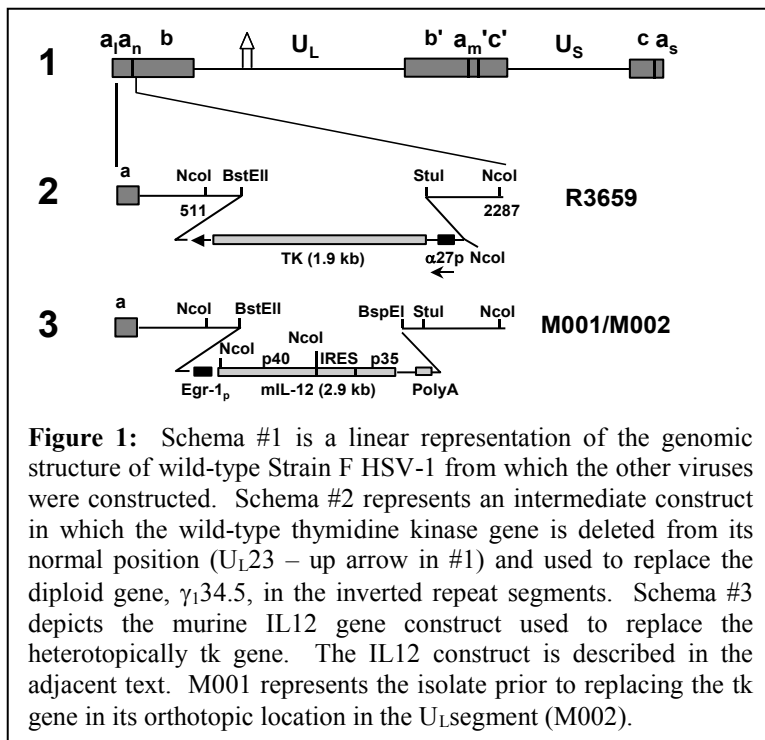 a₁aₙ b U_L b' aₘ'c' U_S c aₛ
1
a NcoI BstEII StuI NcoI
2 R3659
511 2287
TK (1.9 kb) α27p NcoI
a NcoI BstEII BspEI StuI NcoI
3 M001/M002
NcoI p40 NcoI IRES p35
Egr-1ₚ mIL-12 (2.9 kb) PolyA
Figure 1: Schema #1 is a linear representation of the genomic
structure of wild-type Strain F HSV-1 from which the other viruses
were constructed. Schema #2 represents an intermediate construct
in which the wild-type thymidine kinase gene is deleted from its
normal position (U_L23 – up arrow in #1) and used to replace the
diploid gene, γ₁34.5, in the inverted repeat segments. Schema #3
depicts the murine IL12 gene construct used to replace the
heterotopically tk gene. The IL12 construct is described in the
adjacent text. M001 represents the isolate prior to replacing the tk
gene in its orthotopic location in the U_Lsegment (M002).